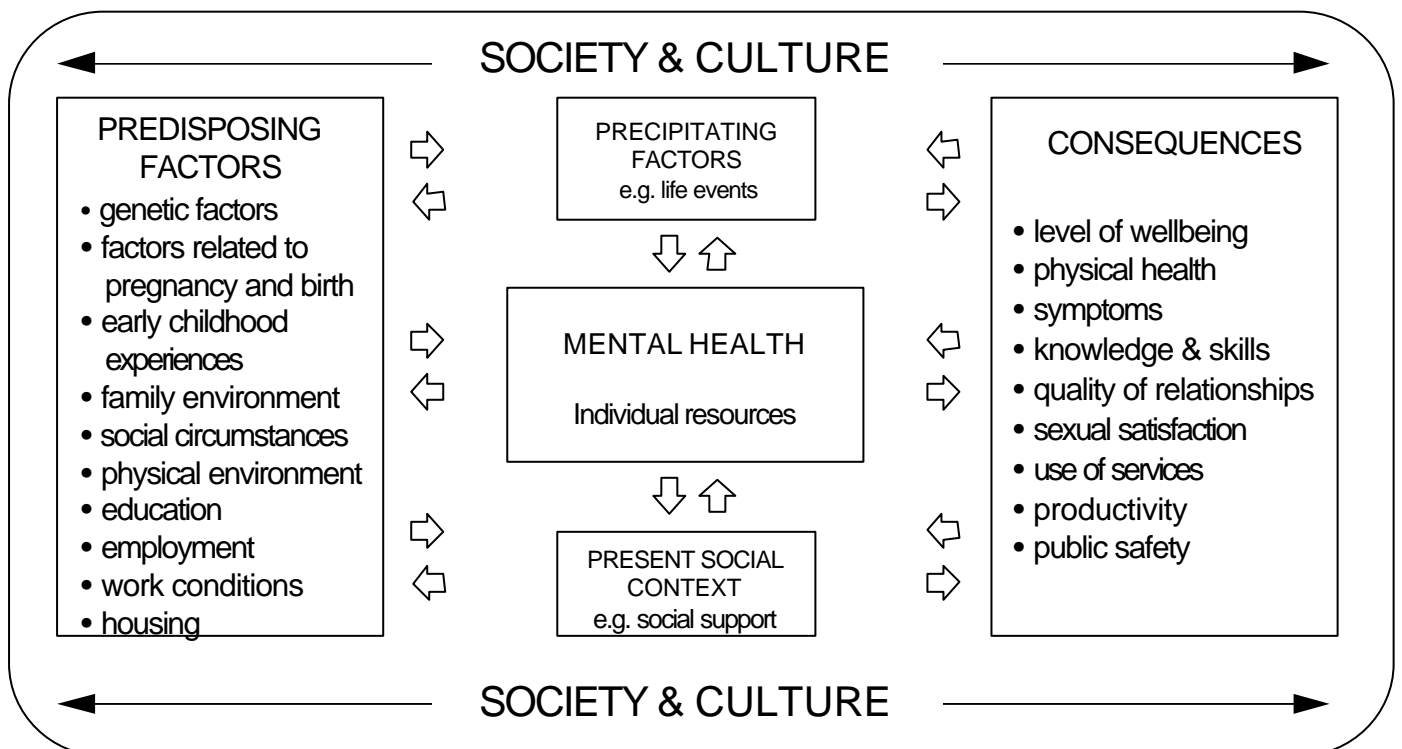 SOCIETY & CULTURE
PREDISPOSING
FACTORS
• genetic factors
• factors related to
pregnancy and birth
• early childhood
experiences
• family environment
• social circumstances
• physical environment
• education
• employment
• work conditions
• housing
PRECIPITATING
FACTORS
e.g. life events
MENTAL HEALTH
Individual resources
PRESENT SOCIAL
CONTEXT
e.g. social support
CONSEQUENCES
• level of wellbeing
• physical health
• symptoms
• knowledge & skills
• quality of relationships
• sexual satisfaction
• use of services
• productivity
• public safety
SOCIETY & CULTURE